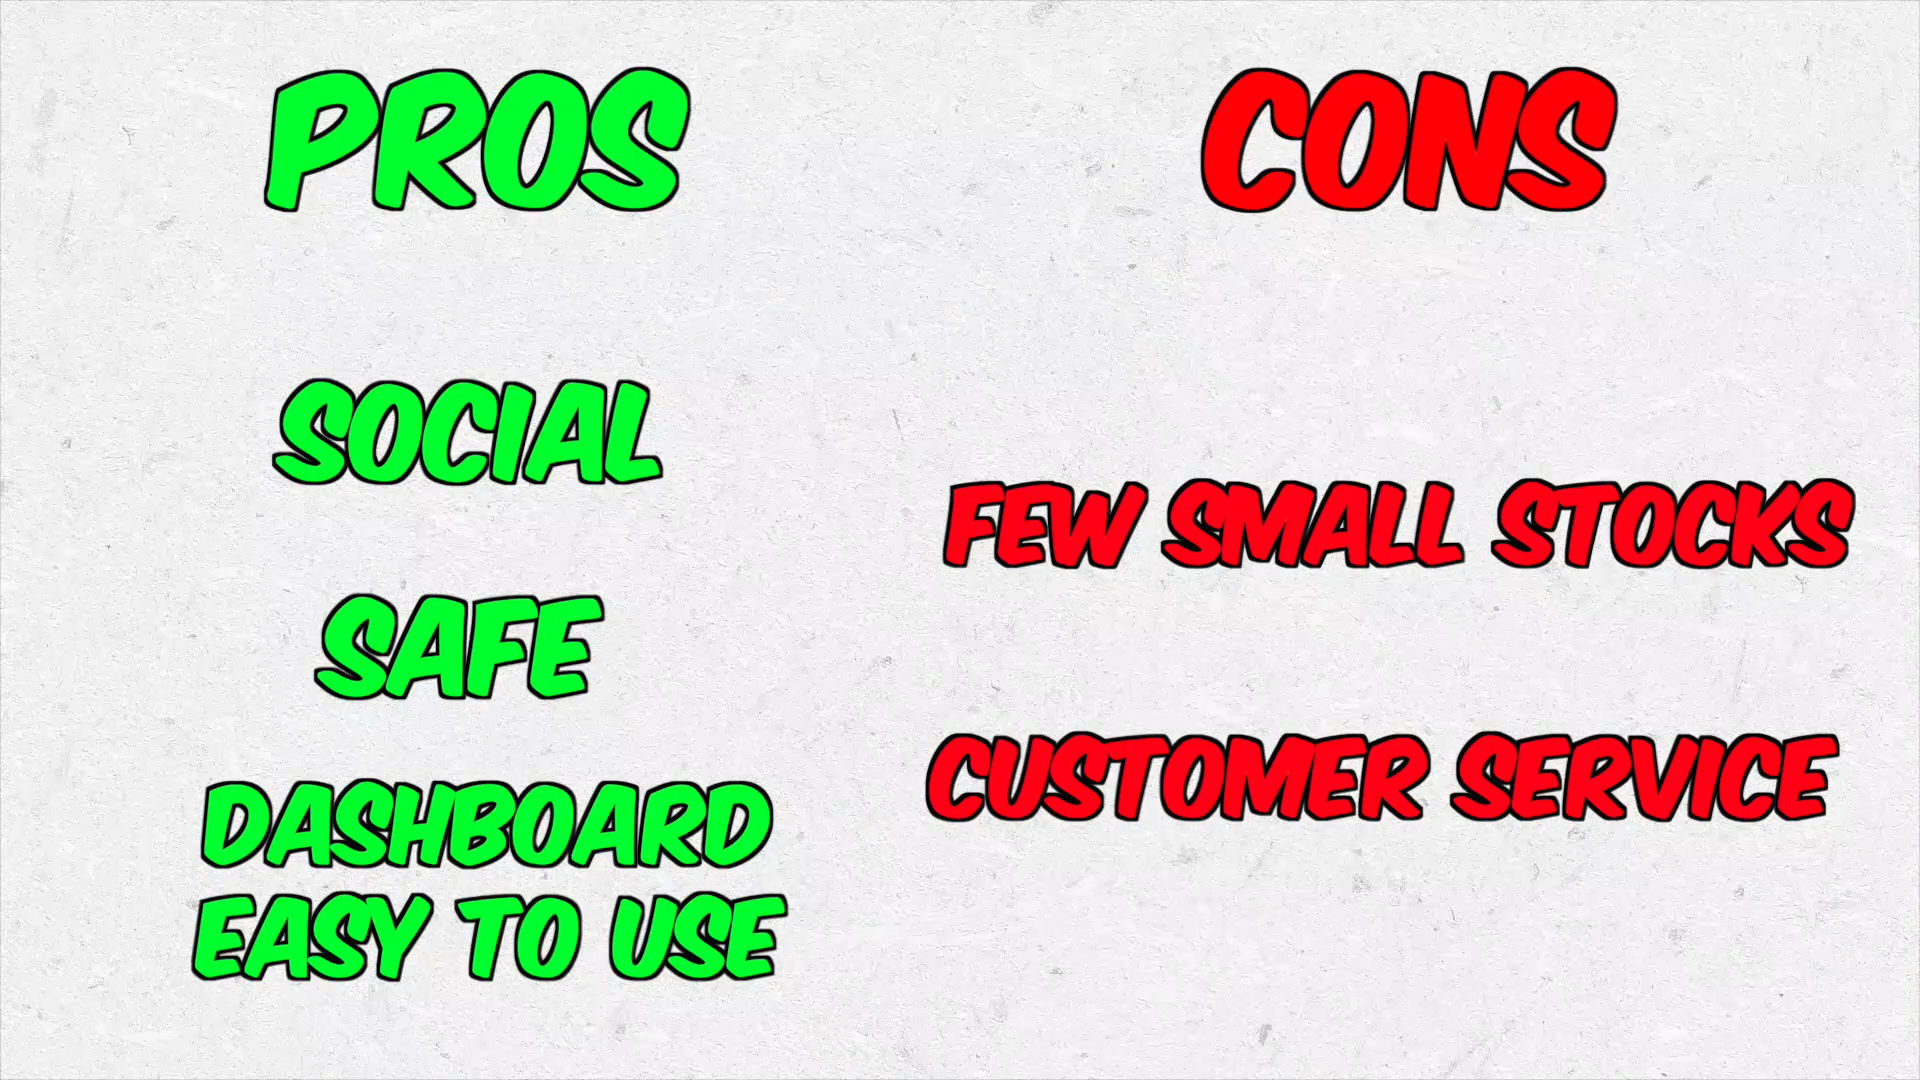 PROS
SOCIAL
SAFE
DASHBOARD
EASY TO USE
CONS
FEW SMALL STOCKS
CUSTOMER SERVICE